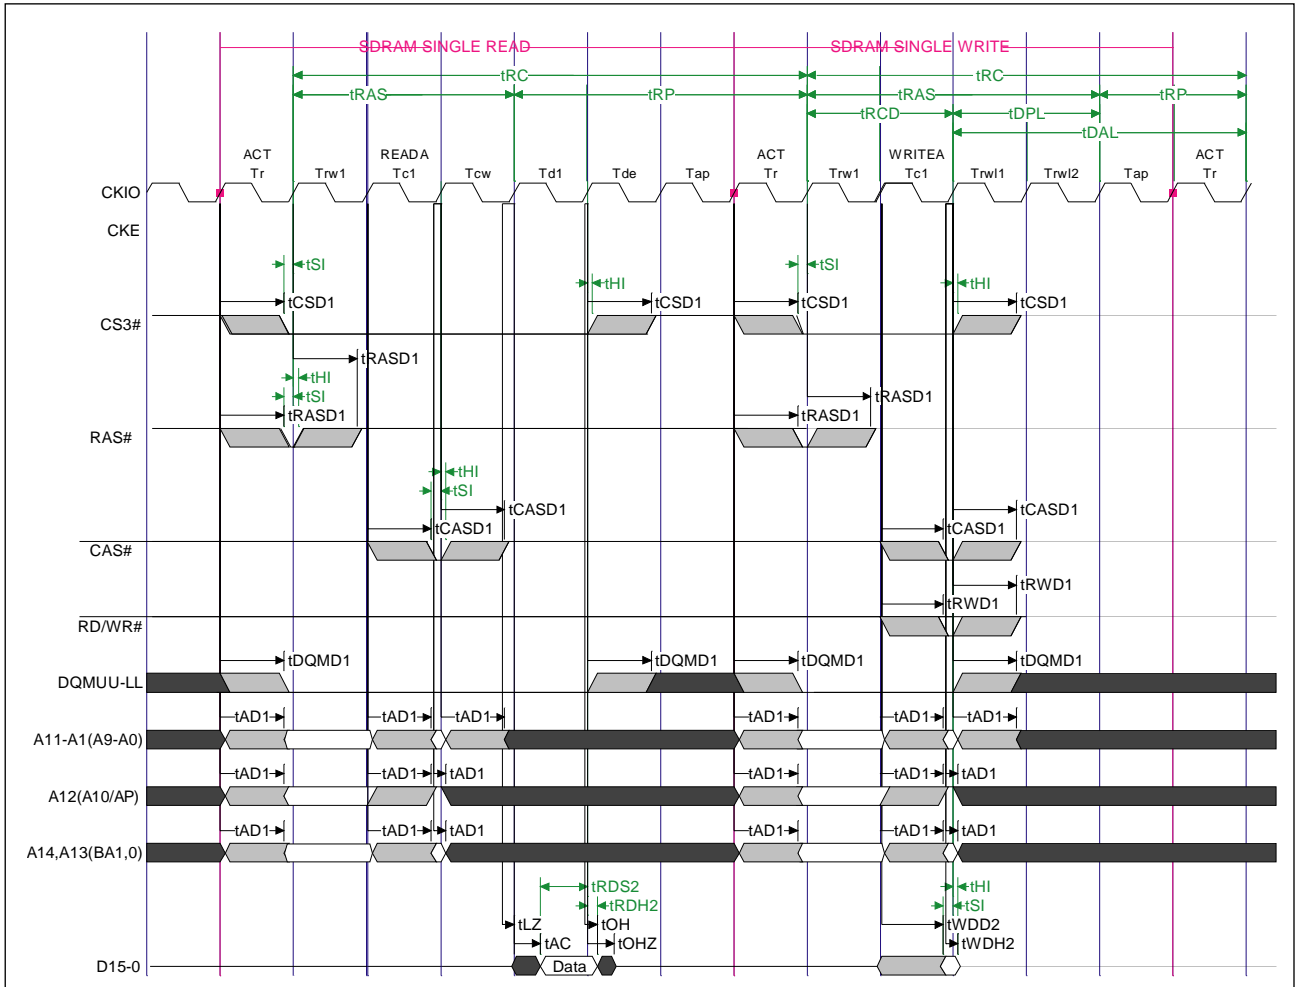 SDRAM SINGLE READ SDRAM SINGLE WRITE
tRC tRC
tRAS tRP tRAS tRP
tRCD tDPL
tDAL
ACT READA ACT WRITEA ACT
CKIO Tr Trw1 Tc1 Tcw Td1 Tde Tap Tr Trw1 Tc1 Trwl1 Trwl2 Tap Tr
CKE
tSI tSI
tHI tHI
tCSD1 tCSD1 tCSD1 tCSD1
CS3#
tRASD1
tHI
tSI tRASD1
tRASD1 tRASD1
RAS#
tHI
tSI
tCASD1 tCASD1
tCASD1 tCASD1
CAS#
tRWD1
tRWD1
RD/WR#
tDQMD1 tDQMD1 tDQMD1 tDQMD1
DQMUU-LL
tAD1 tAD1 tAD1 tAD1 tAD1 tAD1
A11-A1(A9-A0)
tAD1 tAD1 tAD1 tAD1 tAD1 tAD1
A12(A10/AP)
tAD1 tAD1 tAD1 tAD1 tAD1 tAD1
A14,A13(BA1,0)
tRDS2 tHI
tRDH2 tSI
tLZ tOH tWDD2
tAC tOHZ tWDH2
D15-0 Data